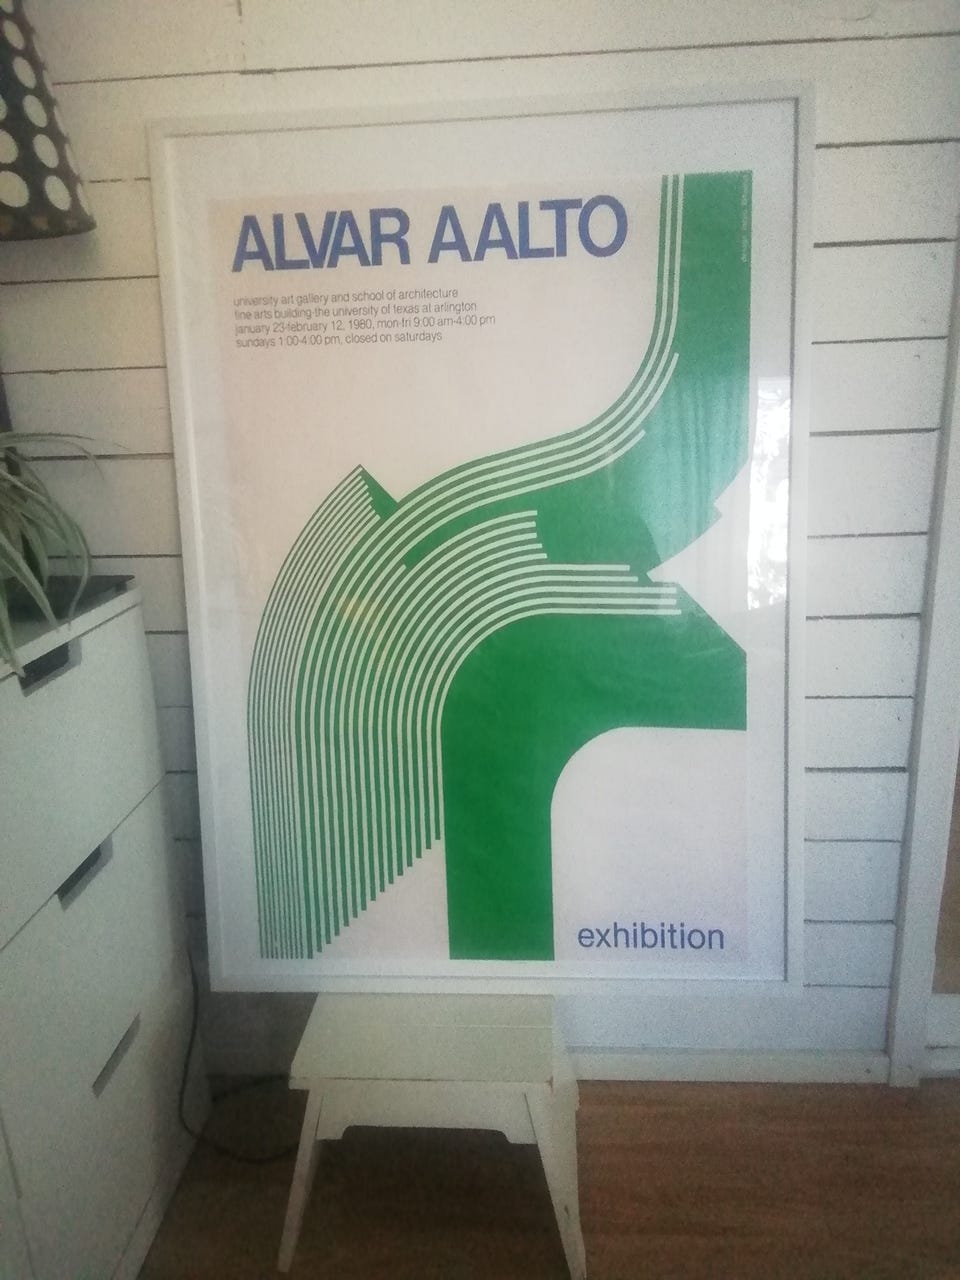 ALVAR AALTO
university art gallery and school of architecture
fine arts building-the university of texas at arlington
january 23-february 12, 1980, mon-fri 9:00 am-4:00 pm
sundays 1:00-4:00 pm, closed on saturdays
exhibition